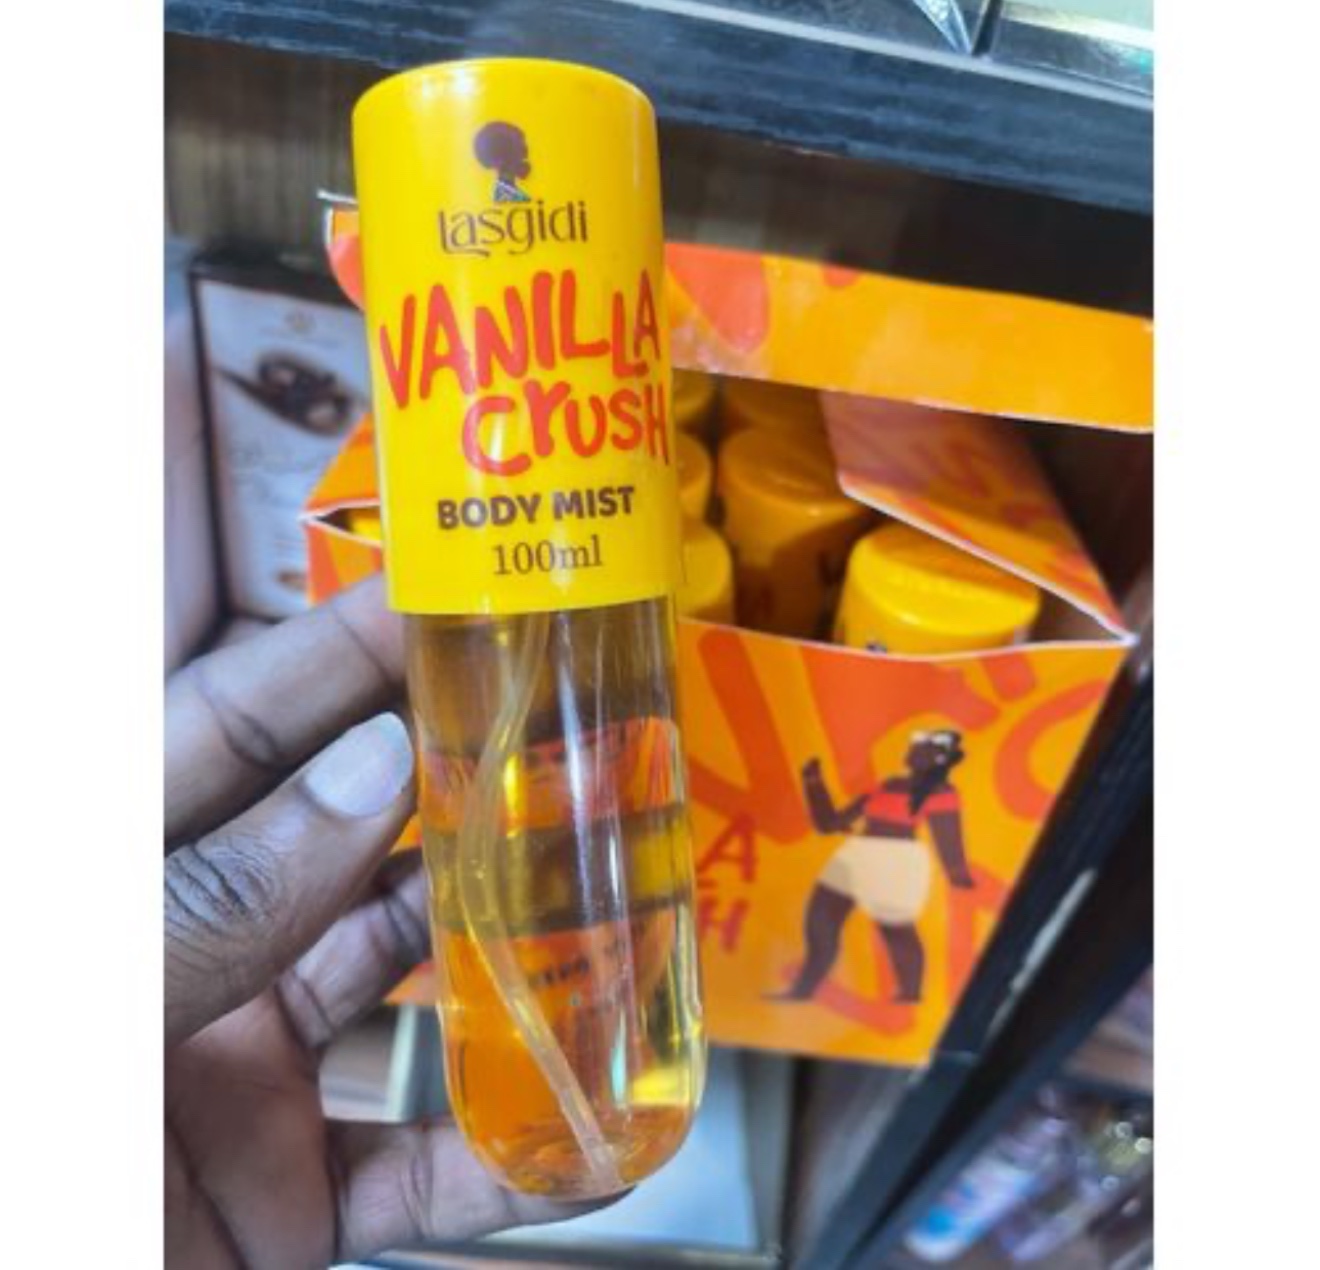 Lasgidi
VANILLA
CrUSH
BODY MIST
100ml
A
H